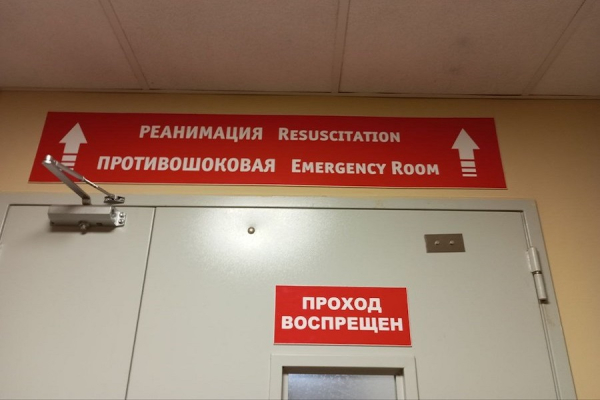 РЕАНИМАЦИЯ RESUSCITATION
ПРОТИВОШОКОВАЯ EMERGENCY ROOM
ПРОХОД
ВОСПРЕЩЕН